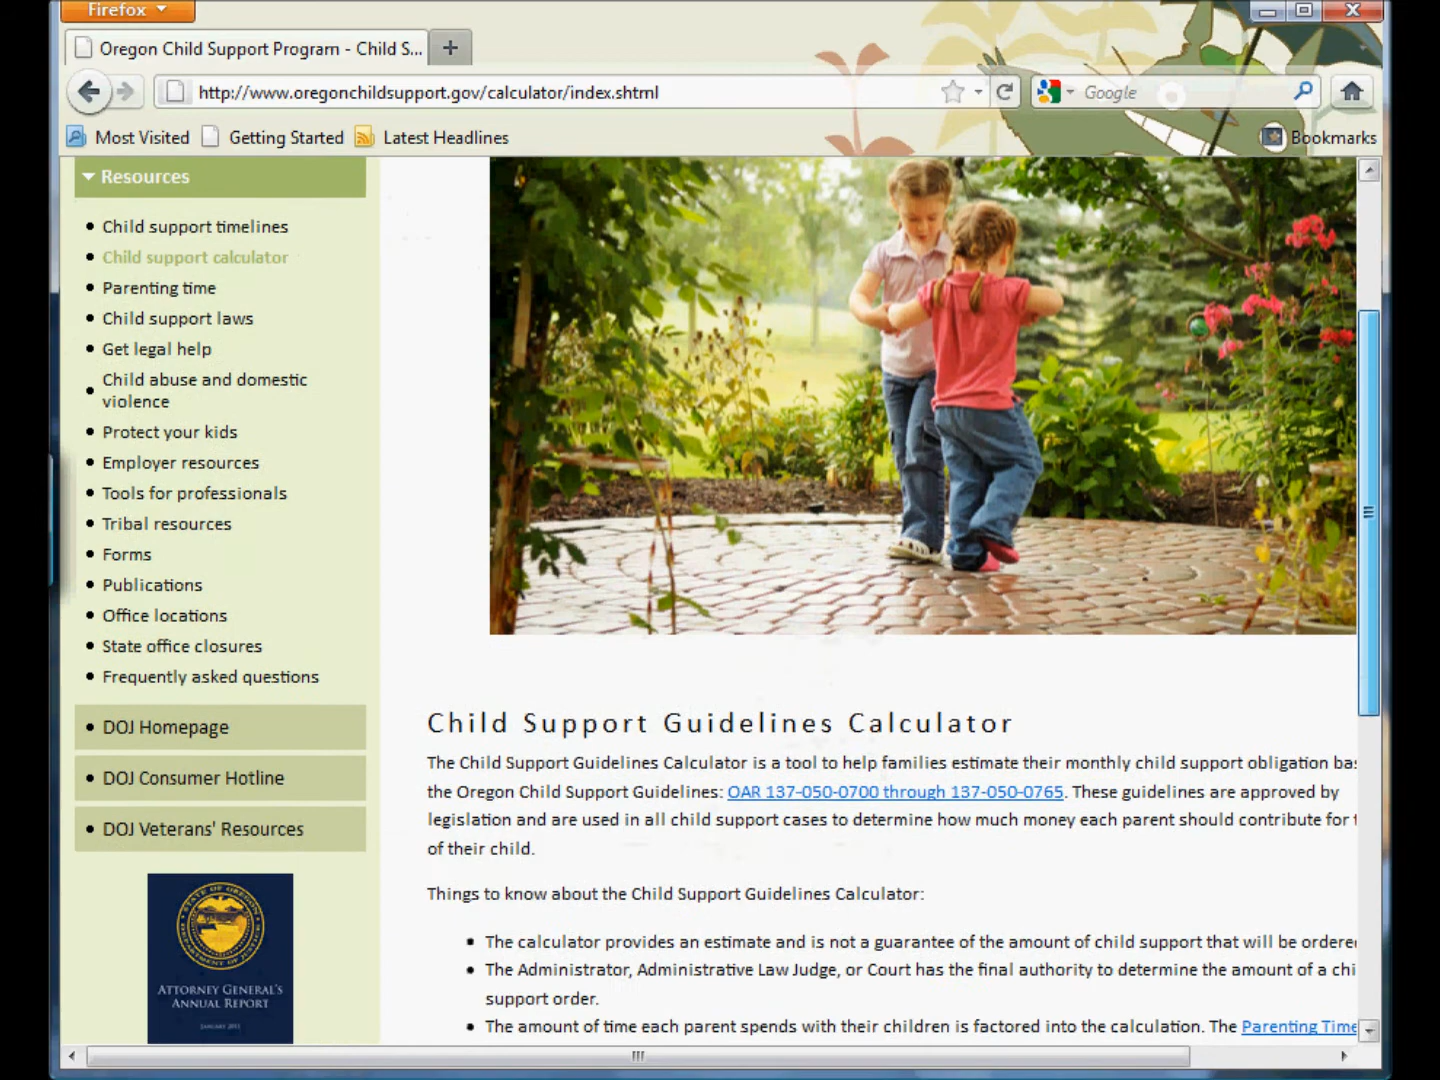 Firefox
Oregon Child Support Program - Child S...
http://www.oregonchildsupport.gov/calculator/index.shtml
Google
Most Visited
Getting Started
Latest Headlines
Bookmarks
Resources
Child support timelines
Child support calculator
Parenting time
Child support laws
Get legal help
Child abuse and domestic
violence
Protect your kids
Employer resources
Tools for professionals
Tribal resources
Forms
Publications
Office locations
State office closures
Frequently asked questions
DOJ Homepage
DOJ Consumer Hotline
DOJ Veterans' Resources
ATTORNEY GENERAL'S
ANNUAL REPORT
JANUARY 2011
Child Support Guidelines Calculator
The Child Support Guidelines Calculator is a tool to help families estimate their monthly child support obligation bas
the Oregon Child Support Guidelines: OAR 137-050-0700 through 137-050-0765. These guidelines are approved by
legislation and are used in all child support cases to determine how much money each parent should contribute for t
of their child.
Things to know about the Child Support Guidelines Calculator:
The calculator provides an estimate and is not a guarantee of the amount of child support that will be ordere
The Administrator, Administrative Law Judge, or Court has the final authority to determine the amount of a chi
support order.
The amount of time each parent spends with their children is factored into the calculation. The Parenting Time